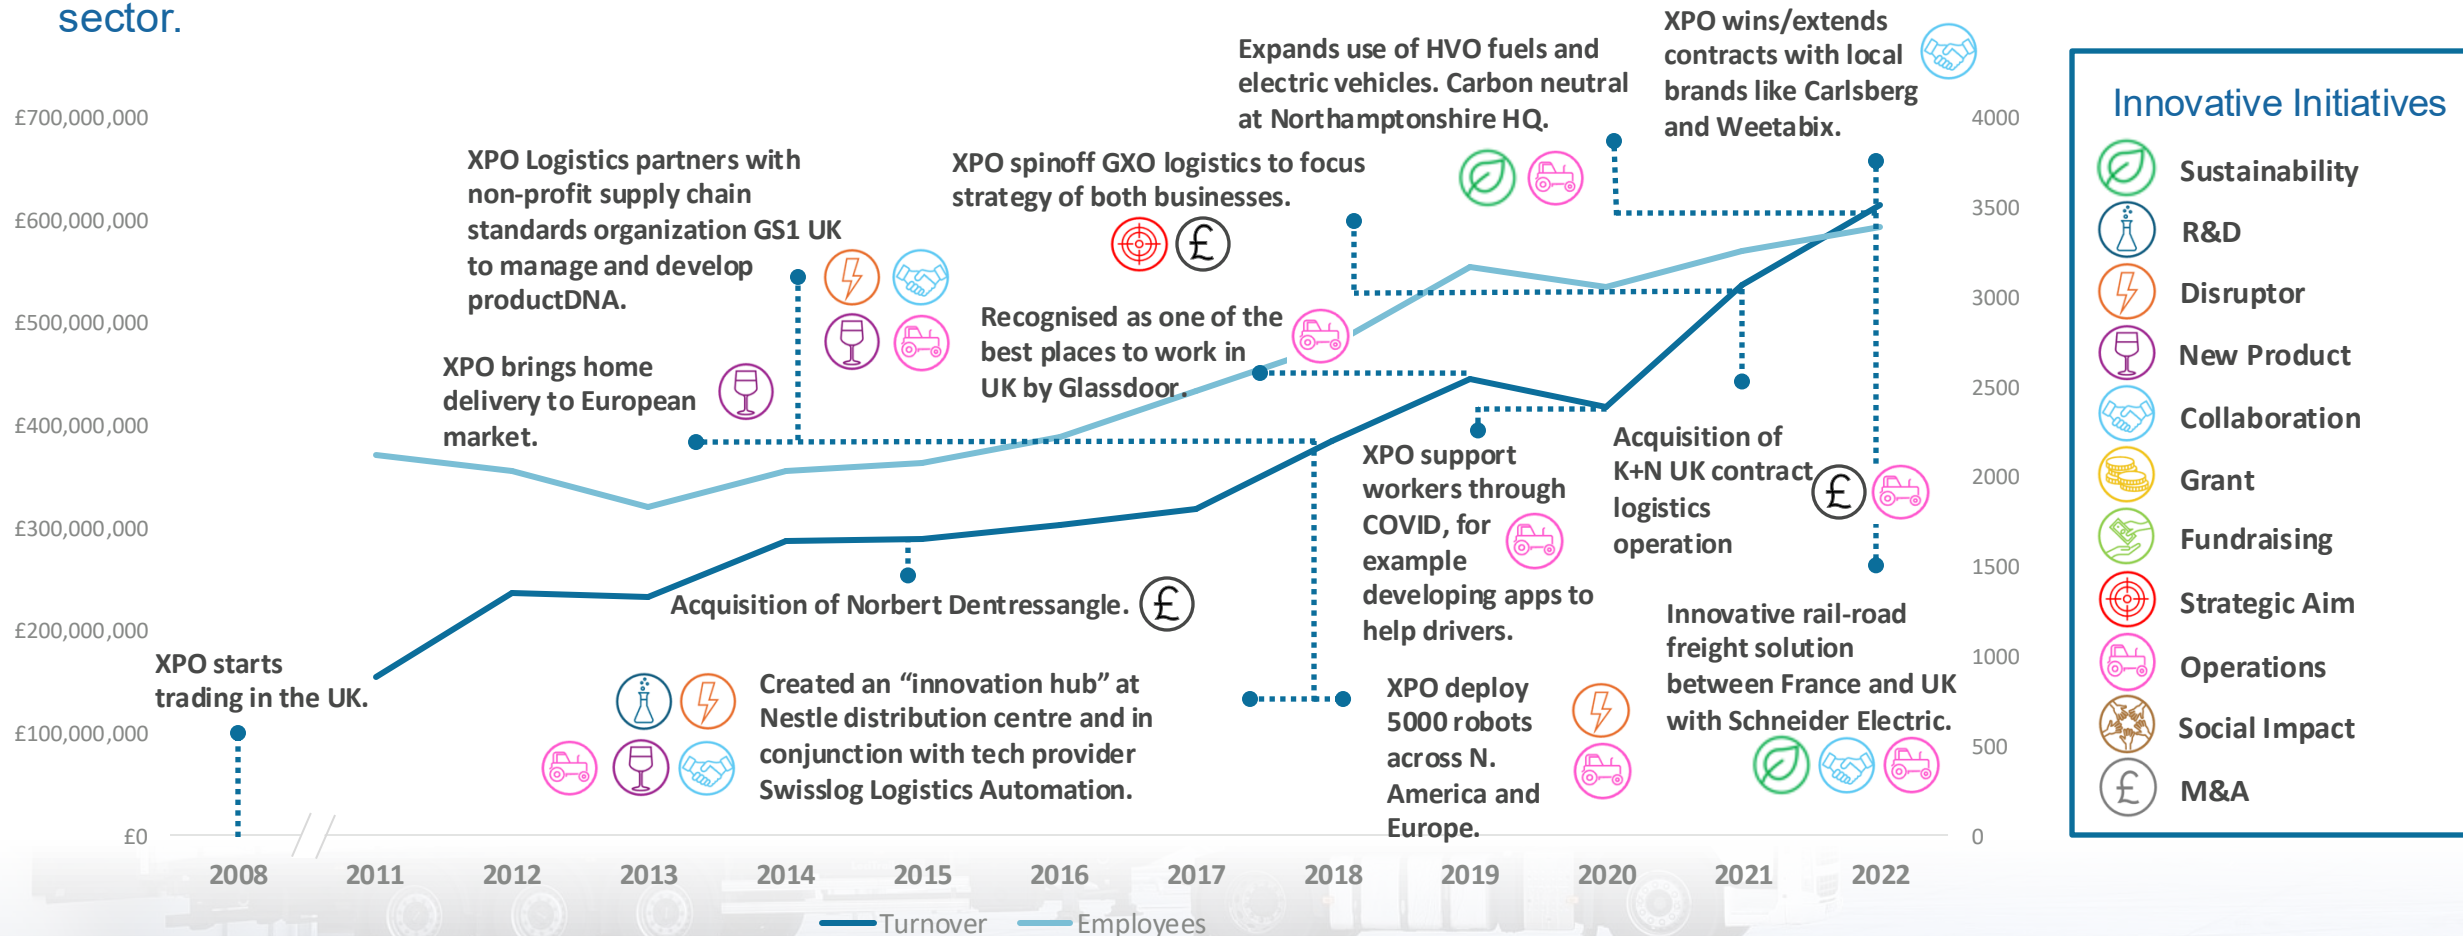 sector.
£700,000,000
£600,000,000
£500,000,000
£400,000,000
£300,000,000
£200,000,000
£100,000,000
£0
XPO starts
trading in the UK.
XPO Logistics partners with
non-profit supply chain
standards organization GS1 UK
to manage and develop
productDNA.
XPO brings home
delivery to European
market.
Acquisition of Norbert Dentressangle.
£
Created an “innovation hub” at
Nestle distribution centre and in
conjunction with tech provider
Swisslog Logistics Automation.
XPO spinoff GXO logistics to focus
strategy of both businesses.
£
Recognised as one of the
best places to work in
UK by Glassdoor.
Expands use of HVO fuels and
electric vehicles. Carbon neutral
at Northamptonshire HQ.
XPO wins/extends
contracts with local
brands like Carlsberg
and Weetabix.
XPO support
workers through
COVID, for
example
developing apps to
help drivers.
XPO deploy
5000 robots
across N.
America and
Europe.
Acquisition of
K+N UK contract
logistics
operation
£
Innovative rail-road
freight solution
between France and UK
with Schneider Electric.
4000
3500
3000
2500
2000
1500
1000
500
0
2008 2011 2012 2013 2014 2015 2016 2017 2018 2019 2020 2021 2022
Turnover Employees
Innovative Initiatives
Sustainability
R&D
Disruptor
New Product
Collaboration
Grant
Fundraising
Strategic Aim
Operations
Social Impact
£ M&A